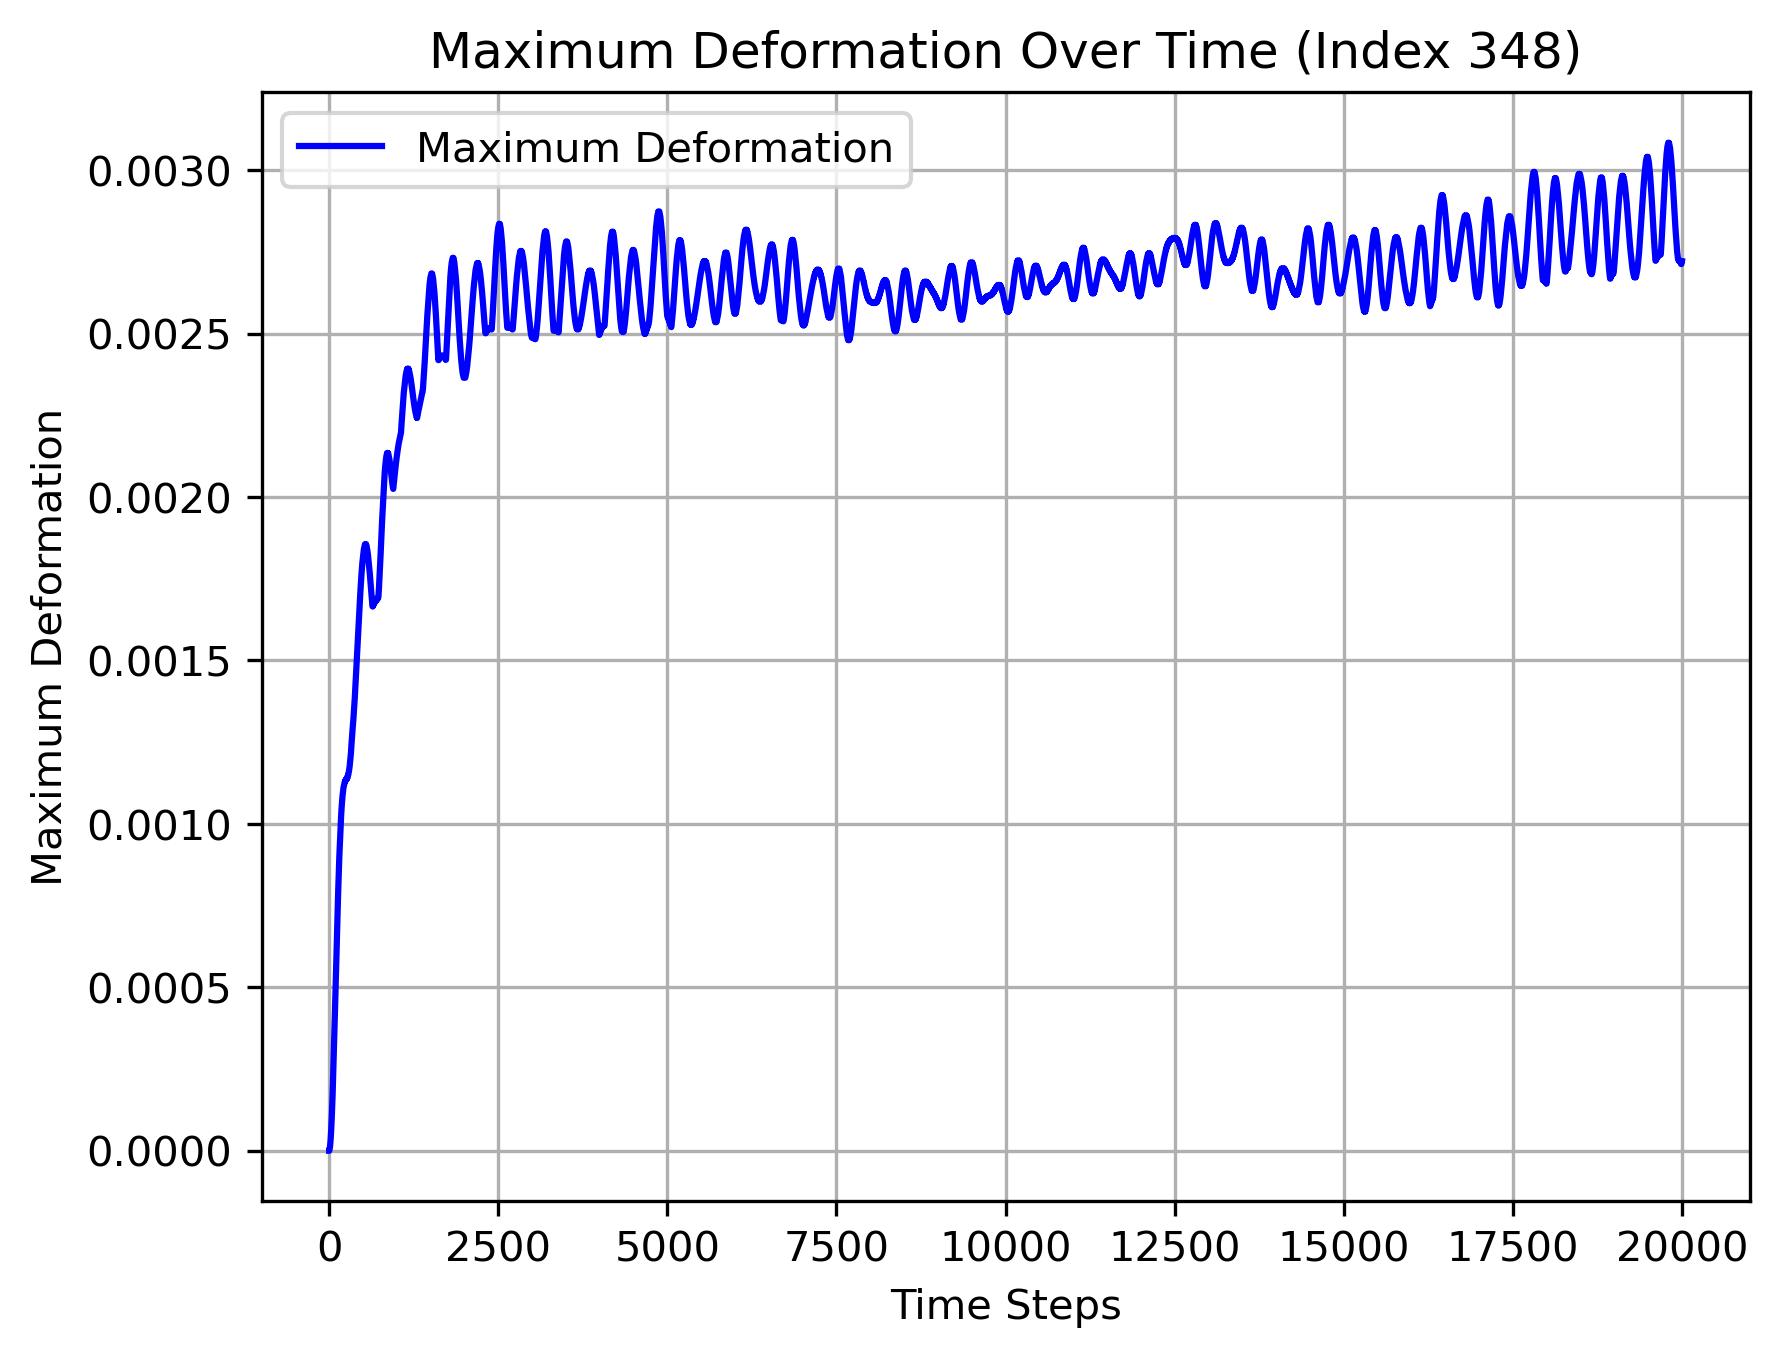 Maximum Deformation Over Time (Index 348)
Maximum Deformation
0.0030
0.0025
0.0020
0.0015
0.0010
0.0005
0.0000
Maximum Deformation
0 2500 5000 7500 10000 12500 15000 17500 20000
Time Steps